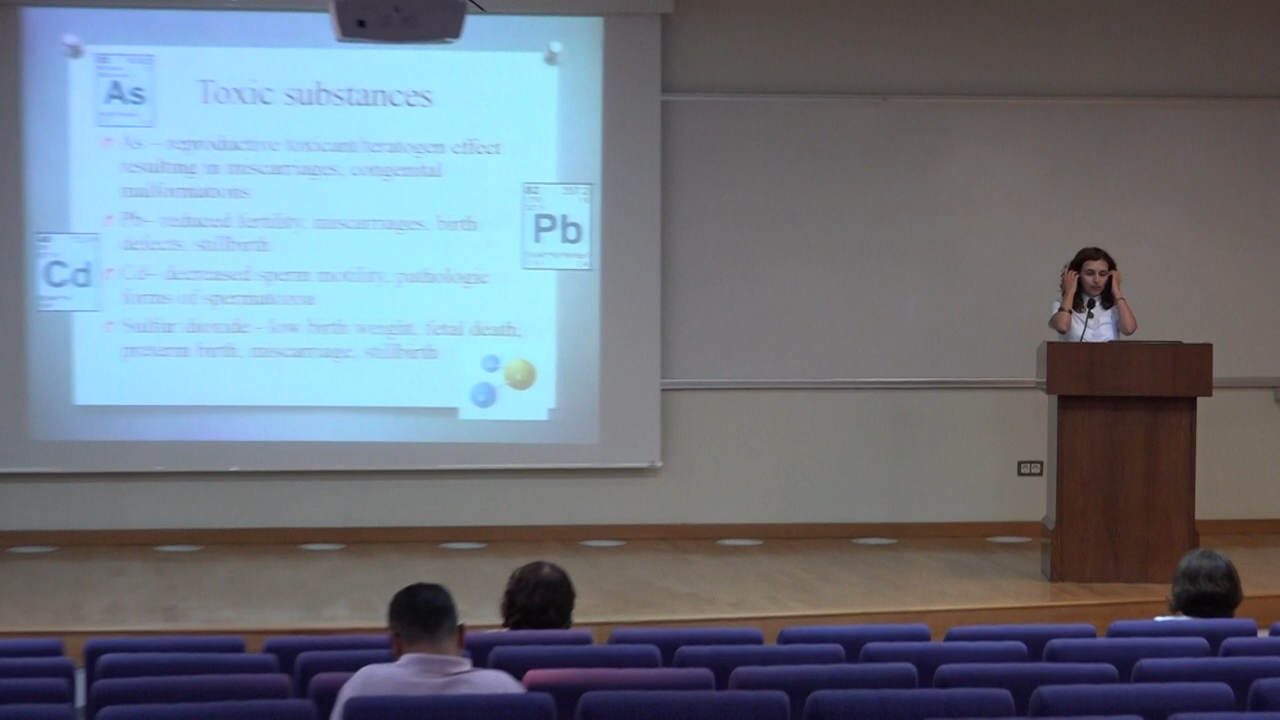 As
Toxic substances
As – reproductive toxicant/teratogen effect
resulting in miscarriages, congenital
malformations
Pb
82
Pb– reduced fertility, miscarriages, birth
defects, stillbirth
Cd
Cd– decreased sperm motility, pathologic
forms of spermatozoa
Sulfur dioxide - low birth weight, fetal death,
preterm birth, miscarriage, stillbirth